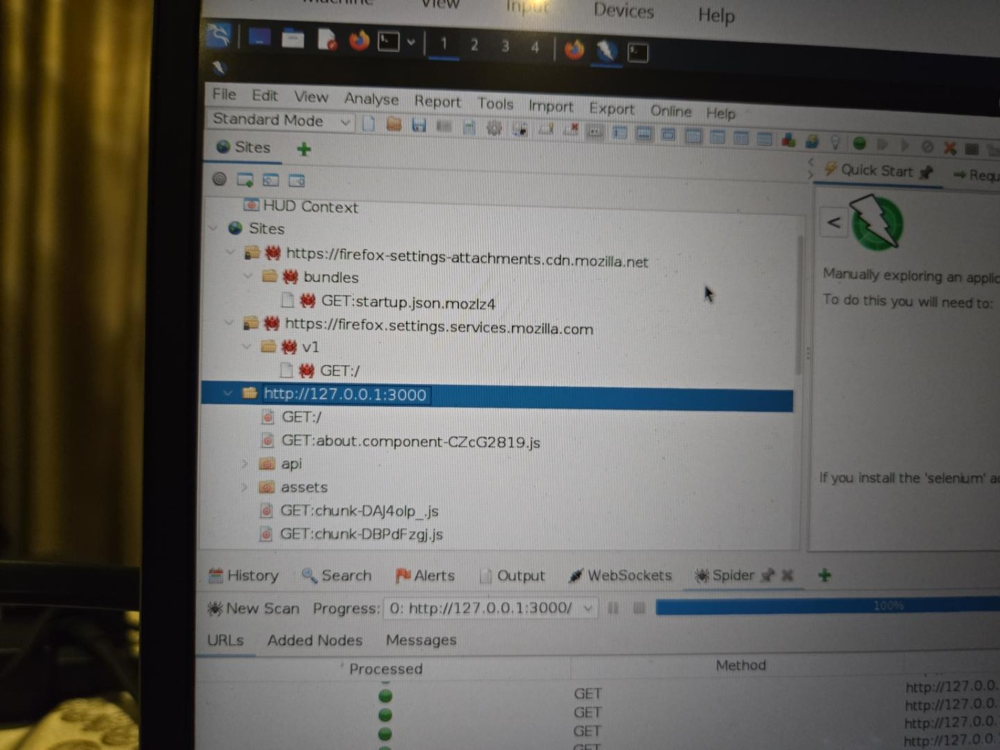 Machine View Input Devices Help
1 2 3 4
File Edit View Analyse Report Tools Import Export Online Help
Standard Mode
Sites
Quick Start Requ
HUD Context
Sites
<
https://firefox-settings-attachments.cdn.mozilla.net
Manually exploring an applic
bundles
To do this you will need to:
GET:startup.json.mozlz4
https://firefox.settings.services.mozilla.com
v1
GET:/
http://127.0.0.1:3000
GET:/
GET:about.component-CZcG2819.js
api
If you install the 'selenium' ad
assets
GET:chunk-DAJ4olp_.js
GET:chunk-DBPdFzgj.js
History Search Alerts Output WebSockets Spider
New Scan Progress: 0: http://127.0.0.1:3000/ 100%
URLs Added Nodes Messages
Processed Method
GET http://127.0.0.
GET http://127.0.0.
GET http://127.0.0.
GET http://127.0.0.